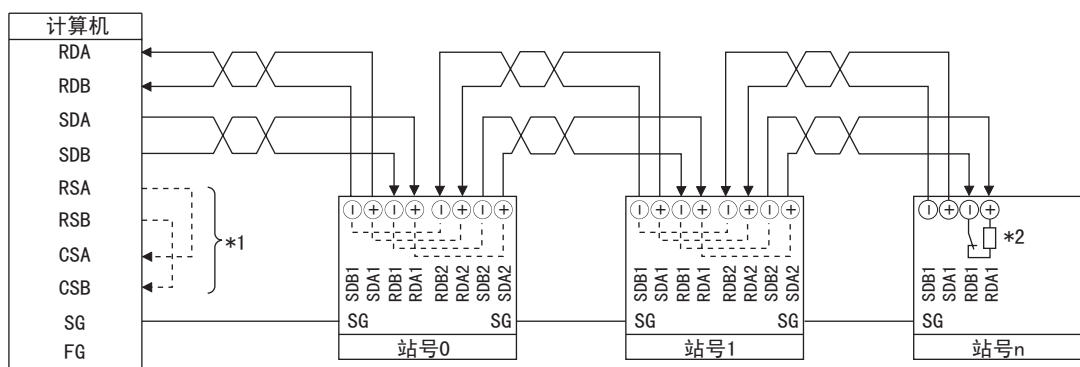 计算机
RDA
RDB
SDA
SDB
RSA
RSB
CSA
CSB
SG
FG
*1
SDB1
SDA1
RDB1
RDA1
RDB2
RDA2
SDB2
SDA2
SG
SG
站号0
SDB1
SDA1
RDB1
RDA1
RDB2
RDA2
SDB2
SDA2
SG
SG
站号1
*2
SDB1
SDA1
RDB1
RDA1
SG
站号n